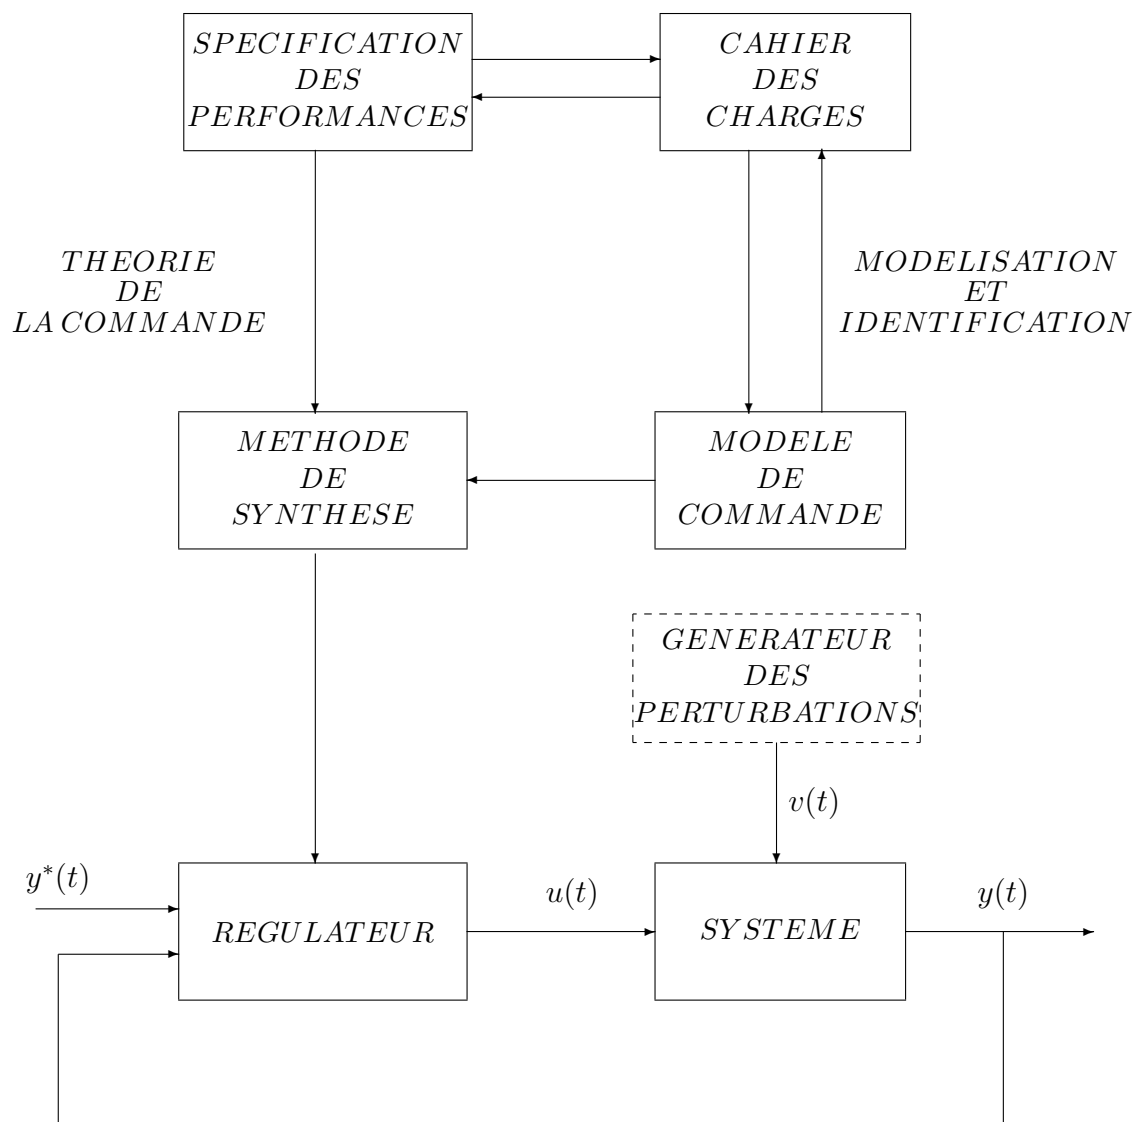 SPECIFICATION
DES
PERFORMANCES
CAHIER
DES
CHARGES
THEORIE
DE
LA COMMANDE
MODELISATION
ET
IDENTIFICATION
METHODE
DE
SYNTHESE
MODELE
DE
COMMANDE
GENERATEUR
DES
PERTURBATIONS
v(t)
y*(t)
REGULATEUR
u(t)
SYSTEME
y(t)